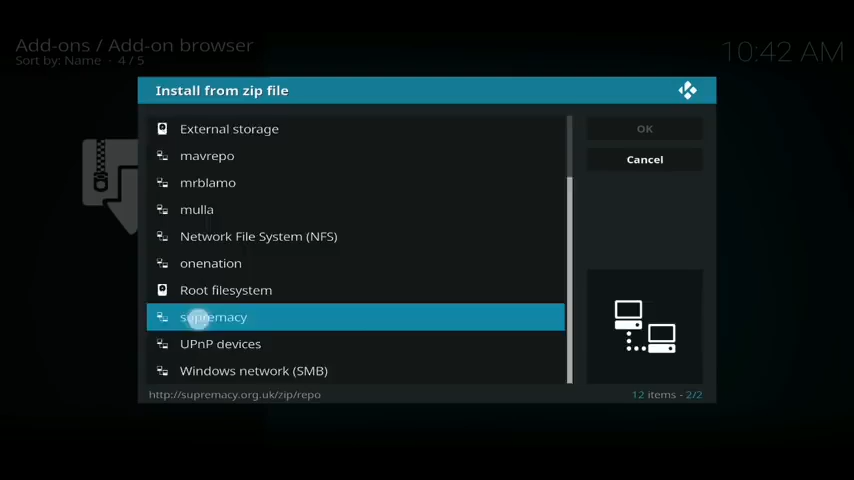 Add-ons / Add-on browser
Sort by: Name · 4 / 5
10:42 AM
Install from zip file
External storage
mavrepo
mrblamo
mulla
Network File System (NFS)
onenation
Root filesystem
supremacy
UPnP devices
Windows network (SMB)
OK
Cancel
http://supremacy.org.uk/zip/repo
12 items - 2/2